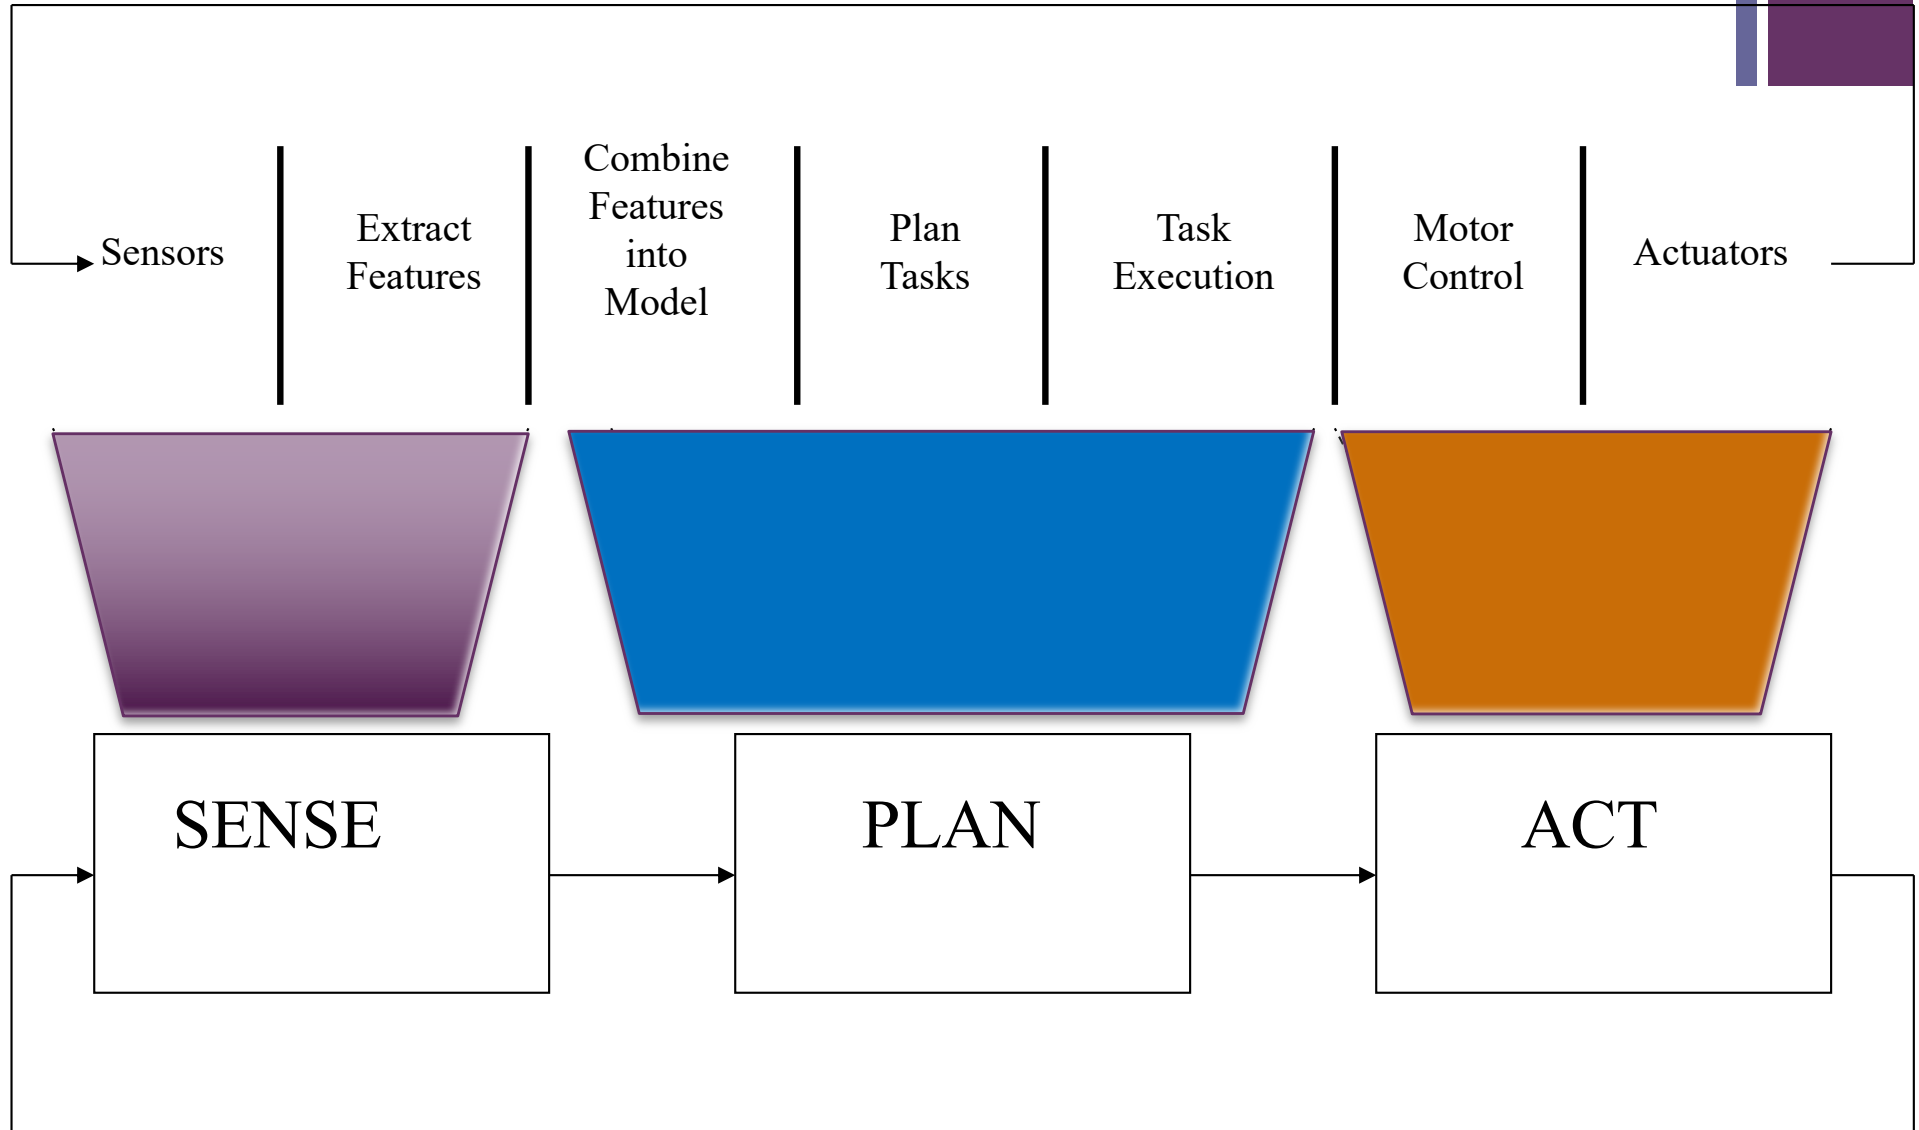 Sensors
Extract
Features
Combine
Features
into
Model
Plan
Tasks
Task
Execution
Motor
Control
Actuators
SENSE
PLAN
ACT